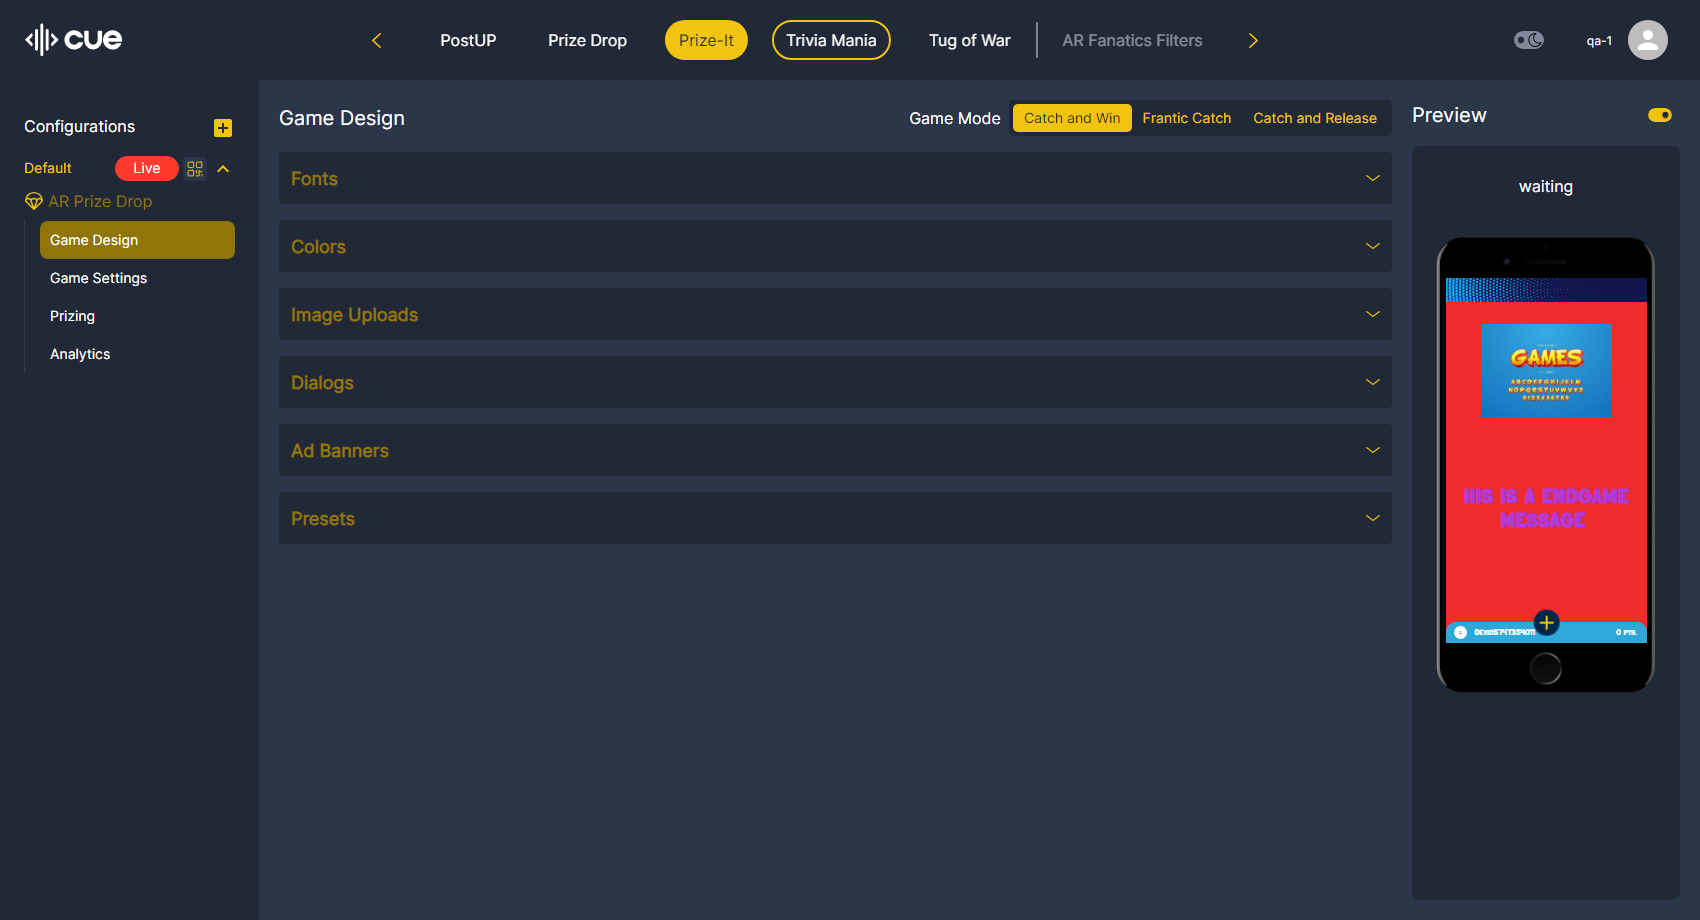 cue
PostUP Prize Drop Prize-It Trivia Mania Tug of War AR Fanatics Filters
qa-1
Configurations
Default Live
AR Prize Drop
Game Design
Game Settings
Prizing
Analytics
Game Design
Game Mode Catch and Win Frantic Catch Catch and Release
Fonts
Colors
Image Uploads
Dialogs
Ad Banners
Presets
Preview
waiting
GAMES
ABCDEFGHIJKLM
NOPQRSTUVWXYZ
0123456789
HIS IS A ENDGAME
MESSAGE
0 PTS.